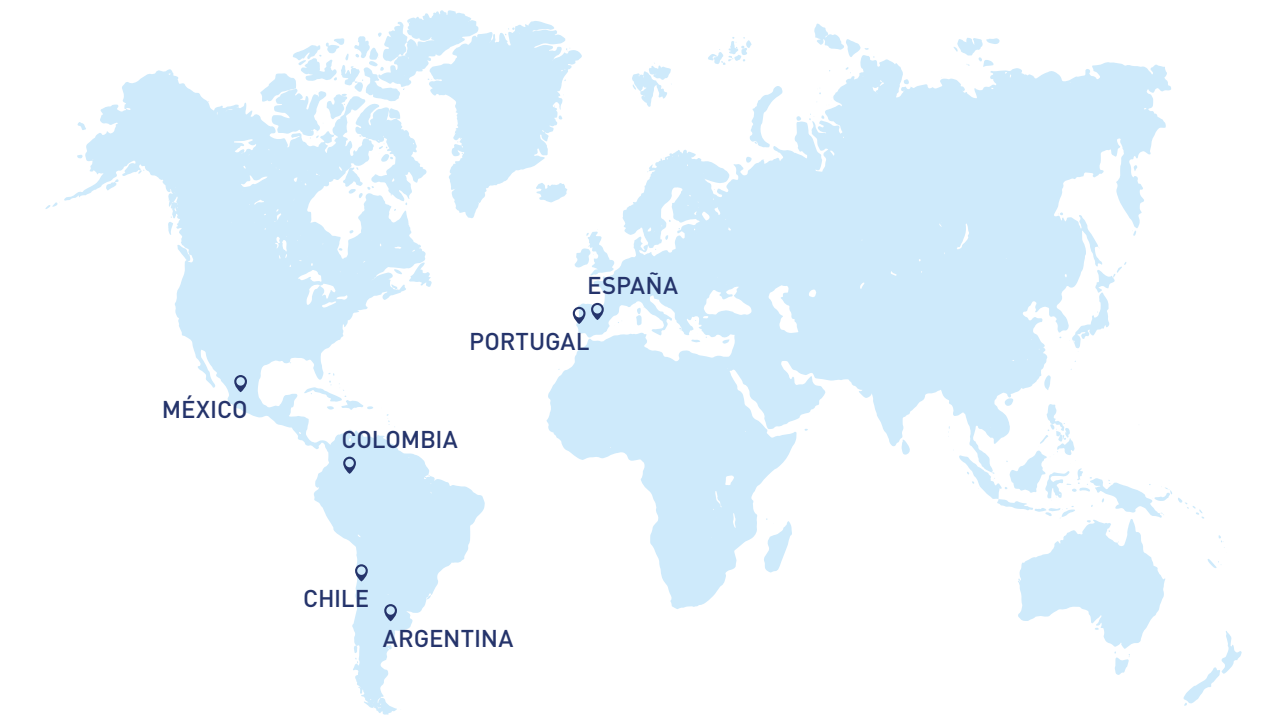 ESPAÑA
PORTUGAL
MÉXICO
COLOMBIA
CHILE
ARGENTINA